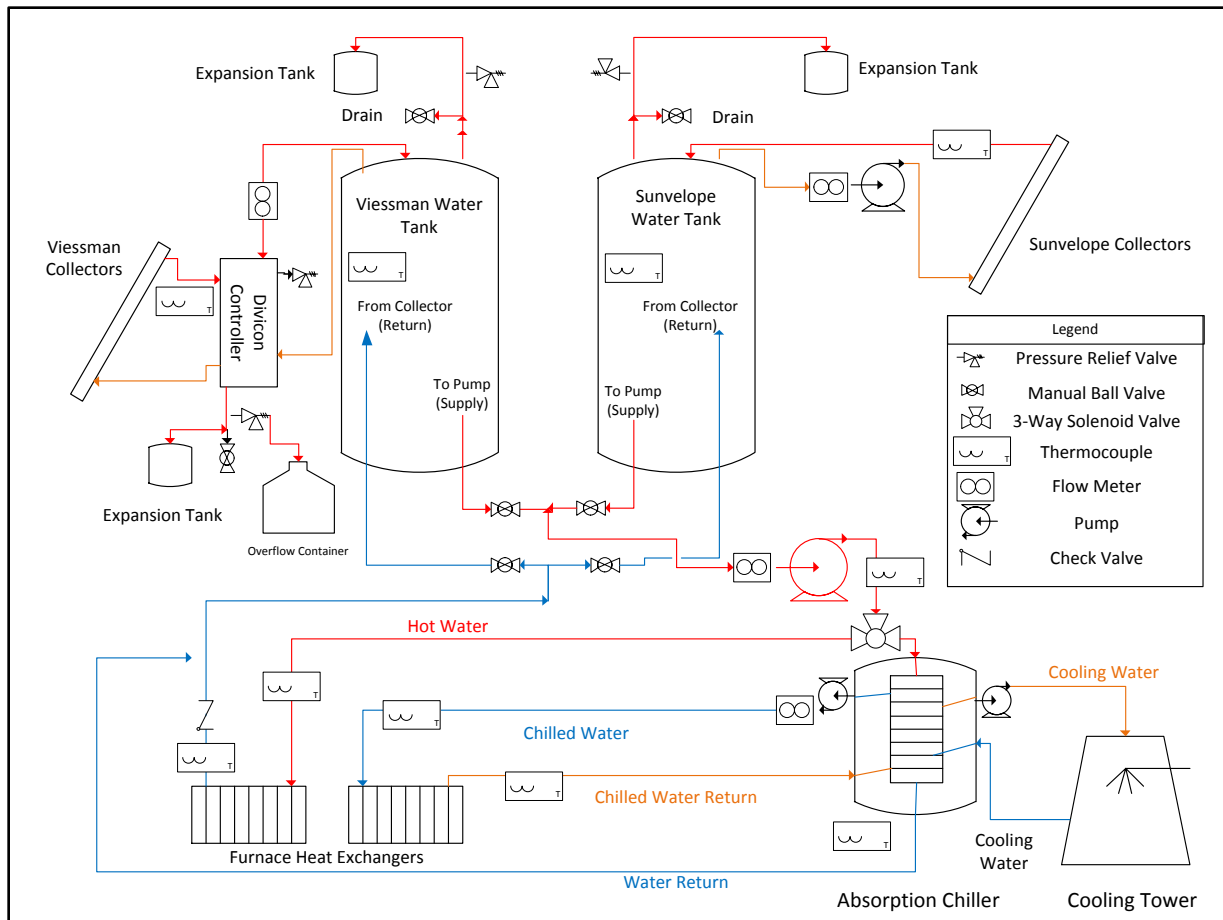 Expansion Tank
Expansion Tank
Drain
Drain
T
Viessman Water
Tank
Sunvelope
Water Tank
Viessman
Collectors
Sunvelope Collectors
T
T
T
Divicon
Controller
From Collector
(Return)
From Collector
(Return)
To Pump
(Supply)
To Pump
(Supply)
Legend
Pressure Relief Valve
Manual Ball Valve
3-Way Solenoid Valve
T
Thermocouple
Flow Meter
Pump
Check Valve
Expansion Tank
Overflow Container
T
Hot Water
T
Cooling Water
T
Chilled Water
T
T
Chilled Water Return
T
Furnace Heat Exchangers
Cooling
Water
Water Return
Absorption Chiller
Cooling Tower